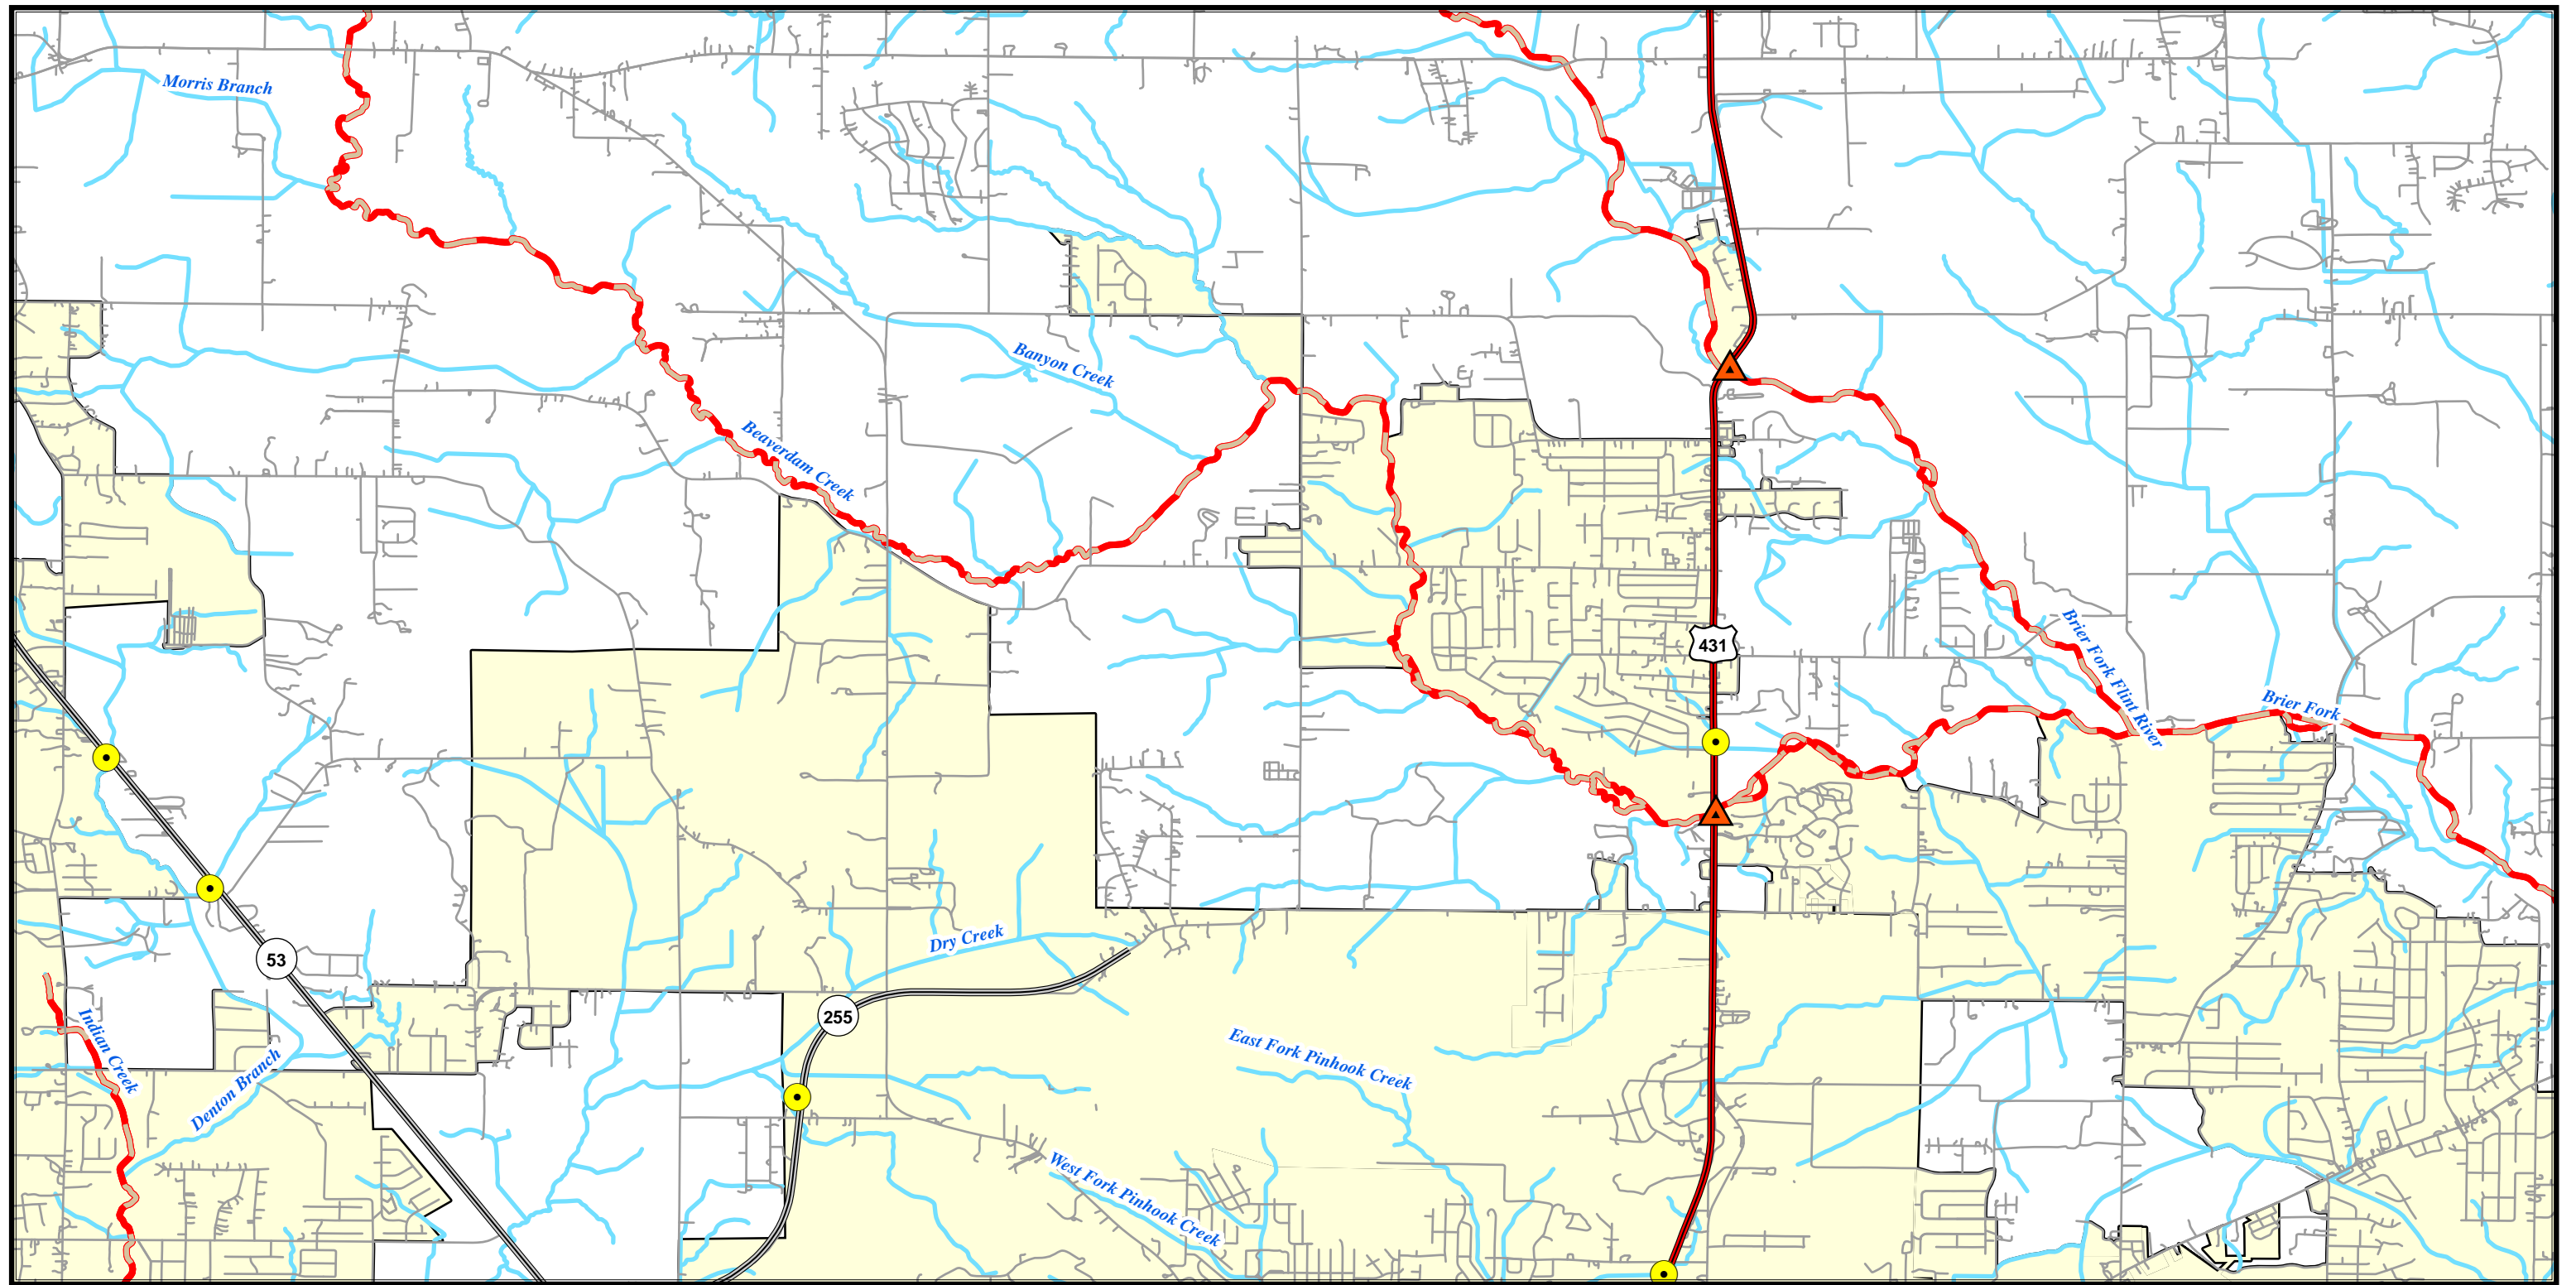 Morris Branch
Banyon Creek
Beaverdam Creek
431
Brier Fork Flint River
Brier Fork
Dry Creek
53
255
Indian Creek
Denton Branch
East Fork Pinhook Creek
West Fork Pinhook Creek